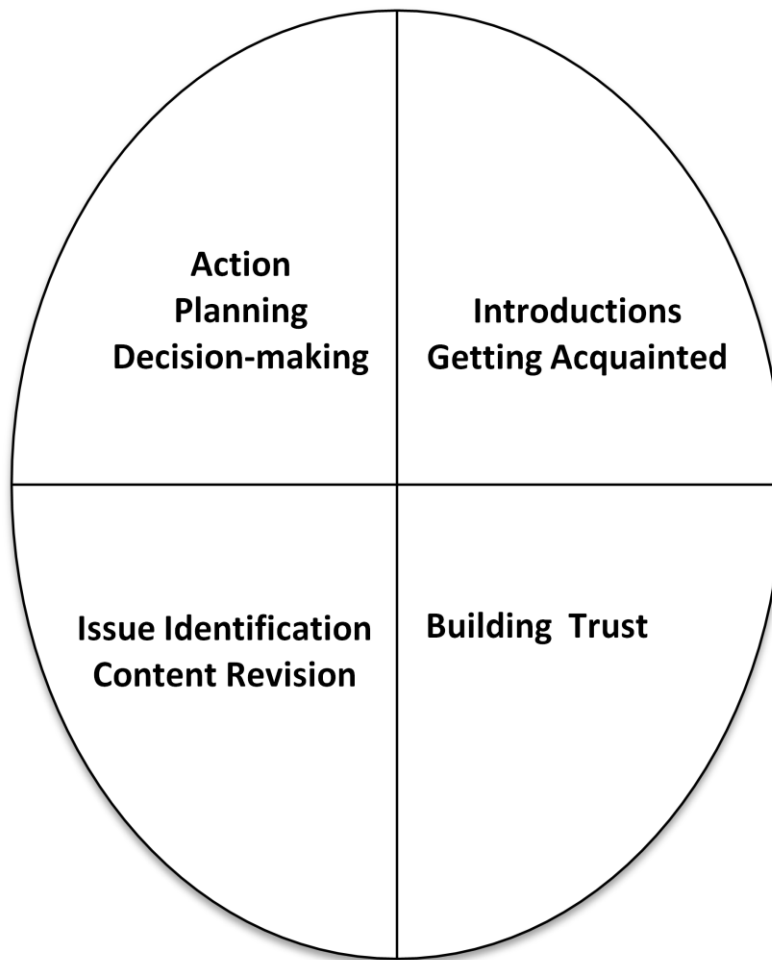 Action
Planning
Decision-making
Introductions
Getting Acquainted
Issue Identification
Content Revision
Building  Trust